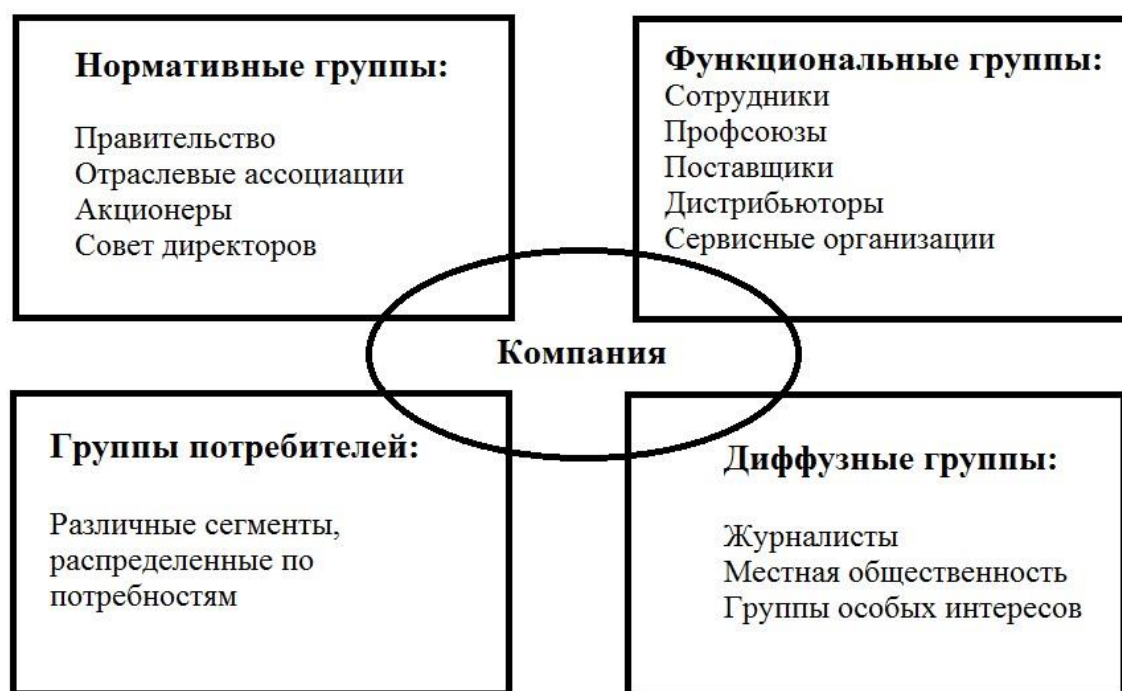 Нормативные группы:
Правительство
Отраслевые ассоциации
Акционеры
Совет директоров
Функциональные группы:
Сотрудники
Профсоюзы
Поставщики
Дистрибьюторы
Сервисные организации
Компания
Группы потребителей:
Различные сегменты,
распределенные по
потребностям
Диффузные группы:
Журналисты
Местная общественность
Группы особых интересов